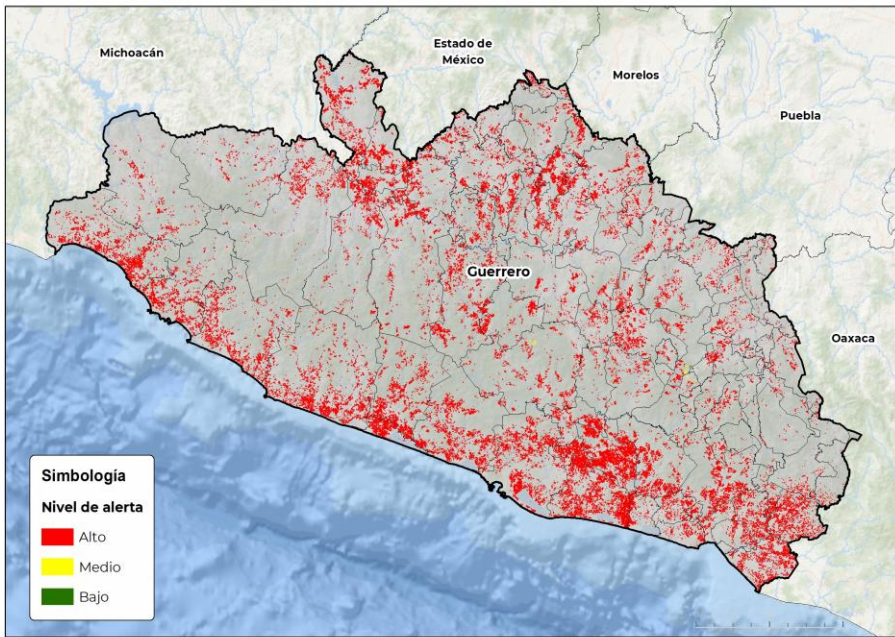 Michoacán
Estado de
México
Morelos
Puebla
Guerrero
Oaxaca
Simbología
Nivel de alerta
Alto
Medio
Bajo